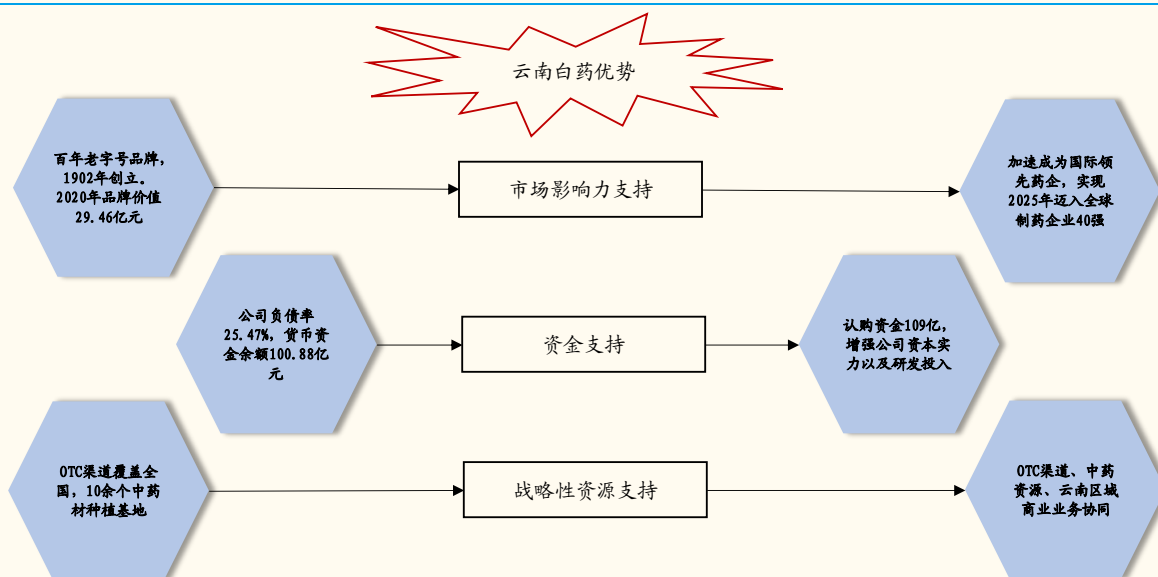 云南白药优势
百年老字号品牌，
1902年创立。
2020年品牌价值
29.46亿元
市场影响力支持
加速成为国际领
先药企，实现
2025年迈入全球
制药企业40强
公司负债率
25.47%，货币资
金余额100.88亿
元
资金支持
认购资金109亿，
增强公司资本实
力以及研发投入
OTC渠道覆盖全
国，10余个中药
材种植基地
战略性资源支持
OTC渠道、中药
资源、云南区域
商业业务协同